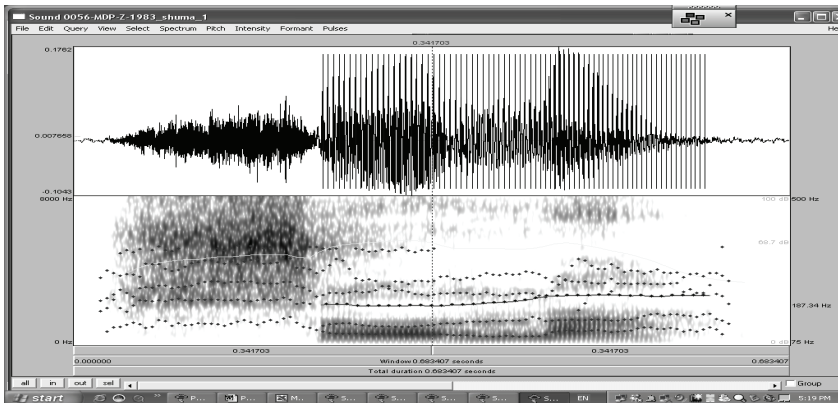 Sound 0056-MDP-Z-1983_shuma_1
File Edit Query View Select Spectrum Pitch Intensity Formant Pulses He
0.341703
0.1762
0.007658
-0.1043
8000 Hz
100 dB 500 Hz
69.7 dB
187.34 Hz
0 Hz
0 dB 75 Hz
0.341703 0.341703
0.000000 Window 0.683407 seconds 0.683407
Total duration 0.683407 seconds
all in out sel Group
start P... P... M... S... S... S... S... S... EN 5:19 PM